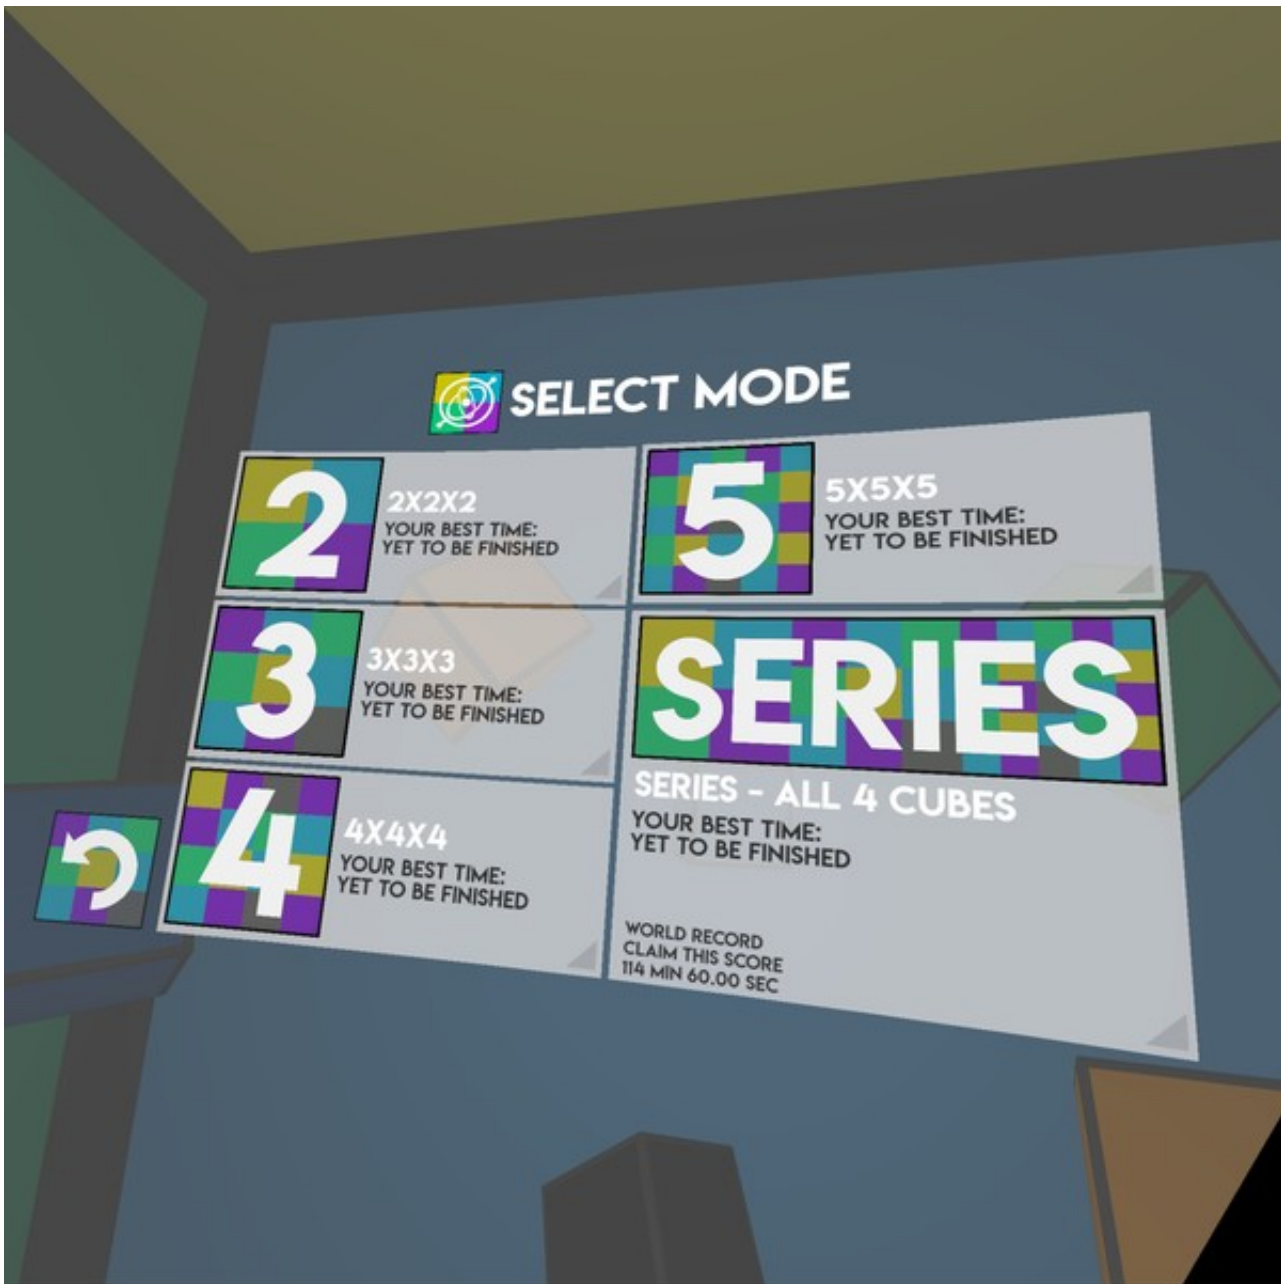 SELECT MODE
2
2X2X2
YOUR BEST TIME:
YET TO BE FINISHED
3
3X3X3
YOUR BEST TIME:
YET TO BE FINISHED
4
4X4X4
YOUR BEST TIME:
YET TO BE FINISHED
5
5X5X5
YOUR BEST TIME:
YET TO BE FINISHED
SERIES
SERIES - ALL 4 CUBES
YOUR BEST TIME:
YET TO BE FINISHED
WORLD RECORD
CLAIM THIS SCORE
114 MIN 60.00 SEC